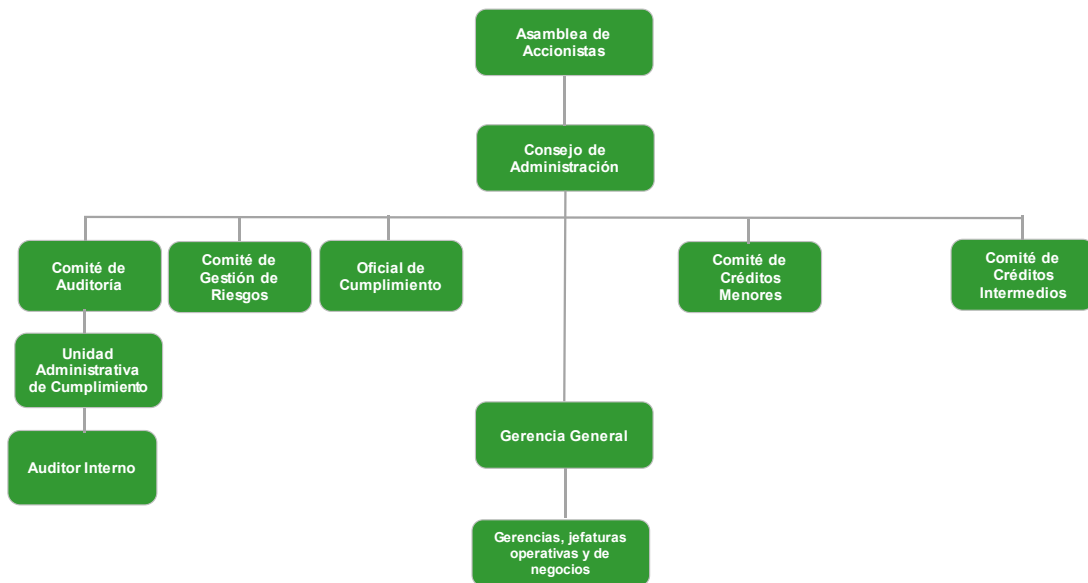 Asamblea de
Accionistas
Consejo de
Administración
Comité de
Auditoría
Comité de
Gestión de
Riesgos
Oficial de
Cumplimiento
Comité de
Créditos
Menores
Comité de
Créditos
Intermedios
Unidad
Administrativa
de Cumplimiento
Auditor Interno
Gerencia General
Gerencias, jefaturas
operativas y de
negocios